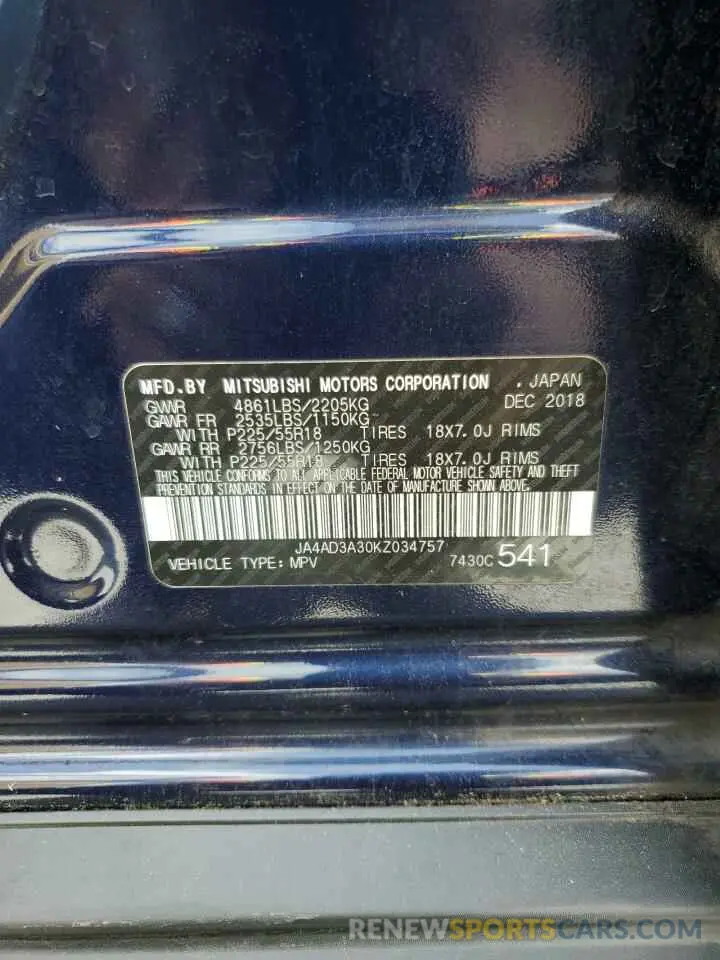 MFD.BY MITSUBISHI MOTORS CORPORATION . JAPAN
GVWR 4861LBS/2205KG DEC 2018
GAWR FR 2535LBS/1150KG
WITH P225/55R18 TIRES 18X7.0J RIMS
GAWR RR 2756LBS/1250KG
WITH P225/55R18 TIRES 18X7.0J RIMS
THIS VEHICLE CONFORMS TO ALL APPLICABLE FEDERAL MOTOR VEHICLE SAFETY AND THEFT
PREVENTION STANDARDS IN EFFECT ON THE DATE OF MANUFACTURE SHOWN ABOVE.
JA4AD3A30KZ034757
VEHICLE TYPE: MPV 7430C 541
RENEWSPORTSCARS.COM